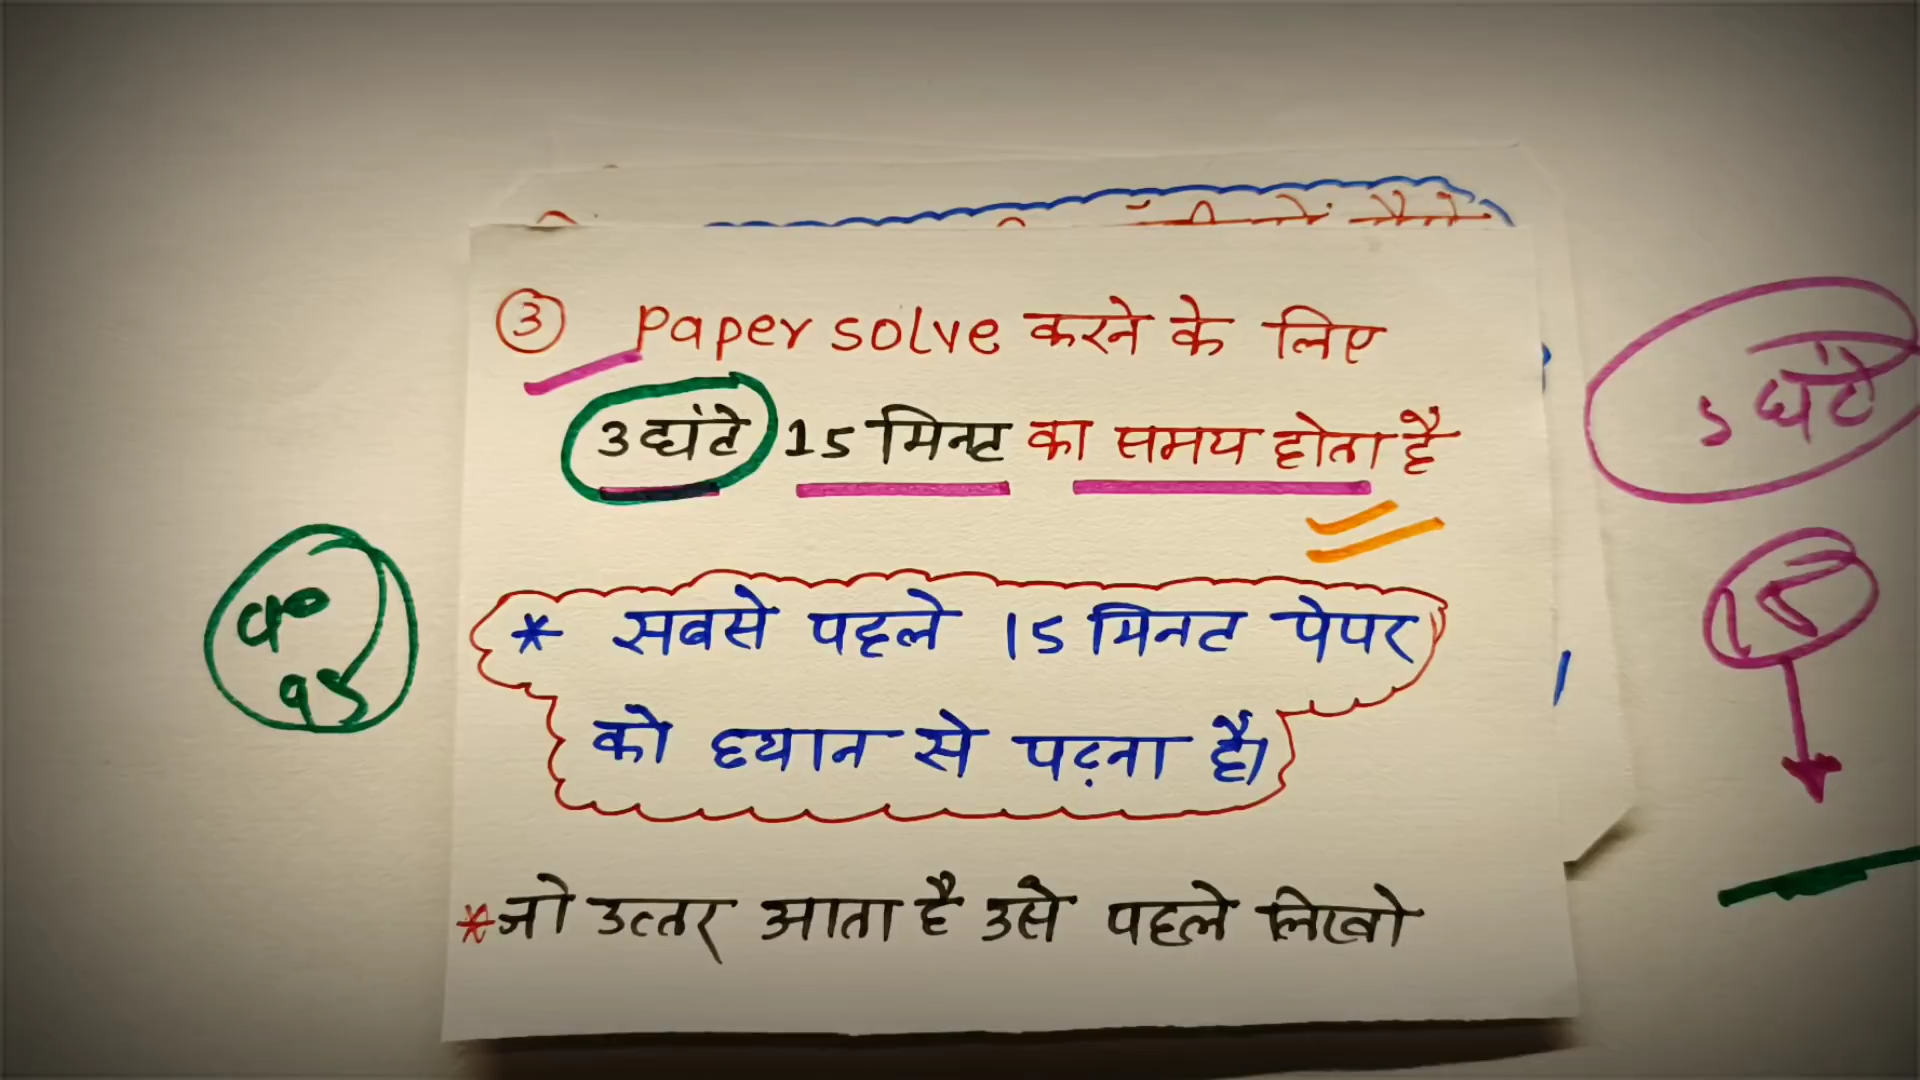 ③ Paper solve करने के लिए
3 घंटे 15 मिनट का समय होता है
* सबसे पहले 15 मिनट पेपर
को ध्यान से पढ़ना है।
* जो उत्तर आता है उसे पहले लिखो
घंटे
15